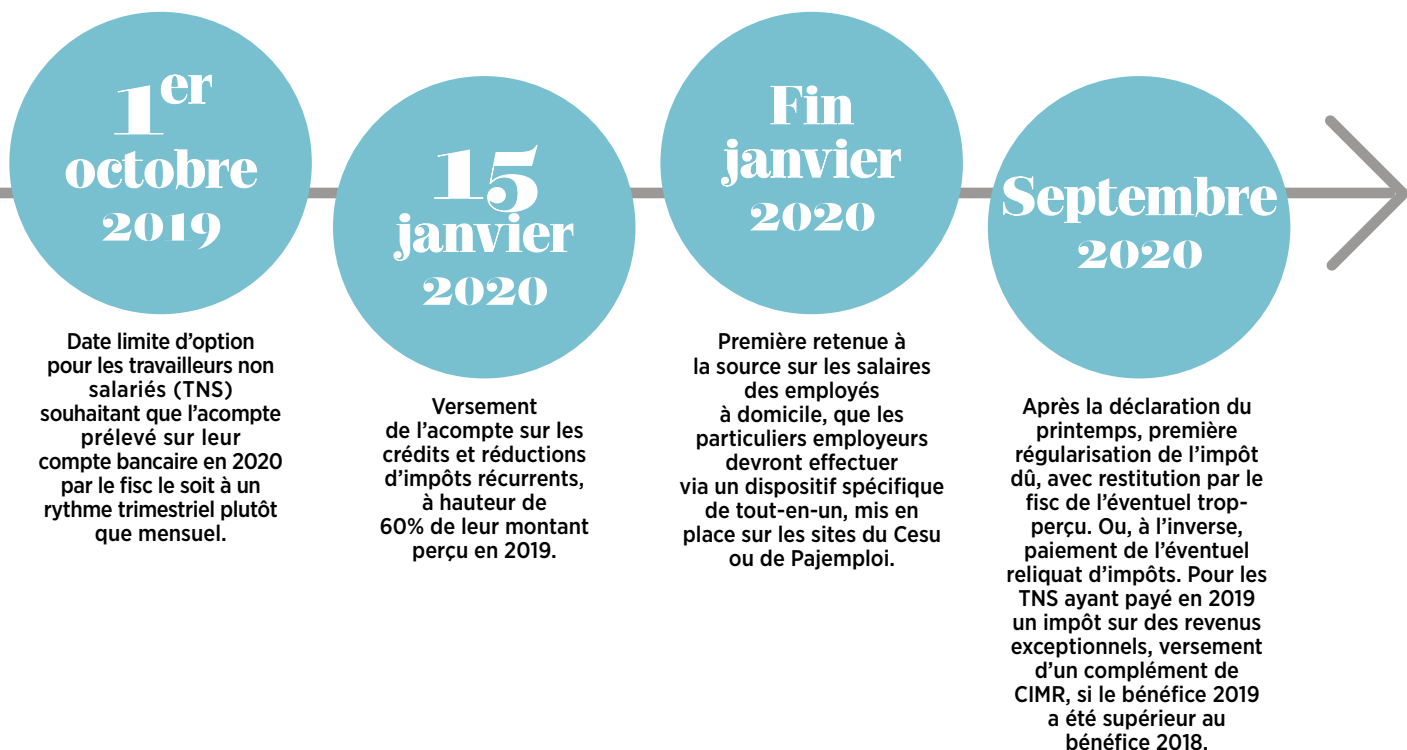 1er
octobre
2019
Date limite d'option
pour les travailleurs non
salariés (TNS)
souhaitant que l'acompte
prélevé sur leur
compte bancaire en 2020
par le fisc le soit à un
rythme trimestriel plutôt
que mensuel.
15
janvier
2020
Versement
de l'acompte sur les
crédits et réductions
d'impôts récurrents,
à hauteur de
60% de leur montant
perçu en 2019.
Fin
janvier
2020
Première retenue à
la source sur les salaires
des employés
à domicile, que les
particuliers employeurs
devront effectuer
via un dispositif spécifique
de tout-en-un, mis en
place sur les sites du Cesu
ou de Pajemploi.
Septembre
2020
Après la déclaration du
printemps, première
régularisation de l'impôt
dû, avec restitution par le
fisc de l'éventuel trop-
perçu. Ou, à l'inverse,
paiement de l'éventuel
reliquat d'impôts. Pour les
TNS ayant payé en 2019
un impôt sur des revenus
exceptionnels, versement
d'un complément de
CIMR, si le bénéfice 2019
a été supérieur au
bénéfice 2018.